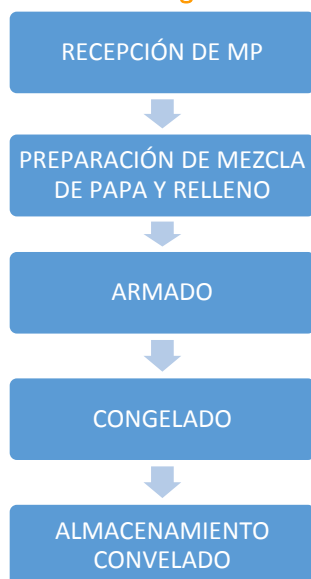 RECEPCIÓN DE MP
PREPARACIÓN DE MEZCLA
DE PAPA Y RELLENO
ARMADO
CONGELADO
ALMACENAMIENTO
CONVELADO